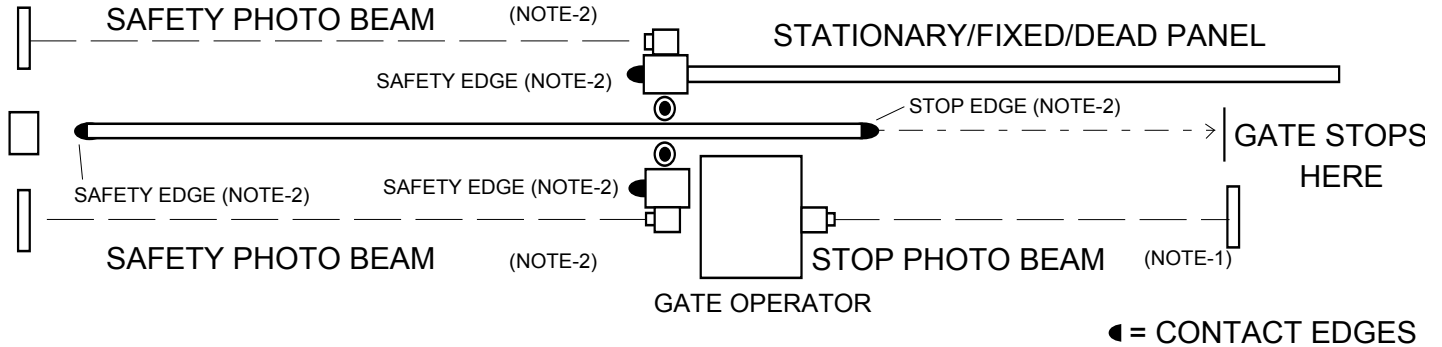 SAFETY PHOTO BEAM (NOTE-2)
STATIONARY/FIXED/DEAD PANEL
SAFETY EDGE (NOTE-2)
STOP EDGE (NOTE-2)
GATE STOPS
HERE
SAFETY EDGE (NOTE-2)
SAFETY EDGE (NOTE-2)
SAFETY PHOTO BEAM (NOTE-2)
STOP PHOTO BEAM (NOTE-1)
GATE OPERATOR
= CONTACT EDGES